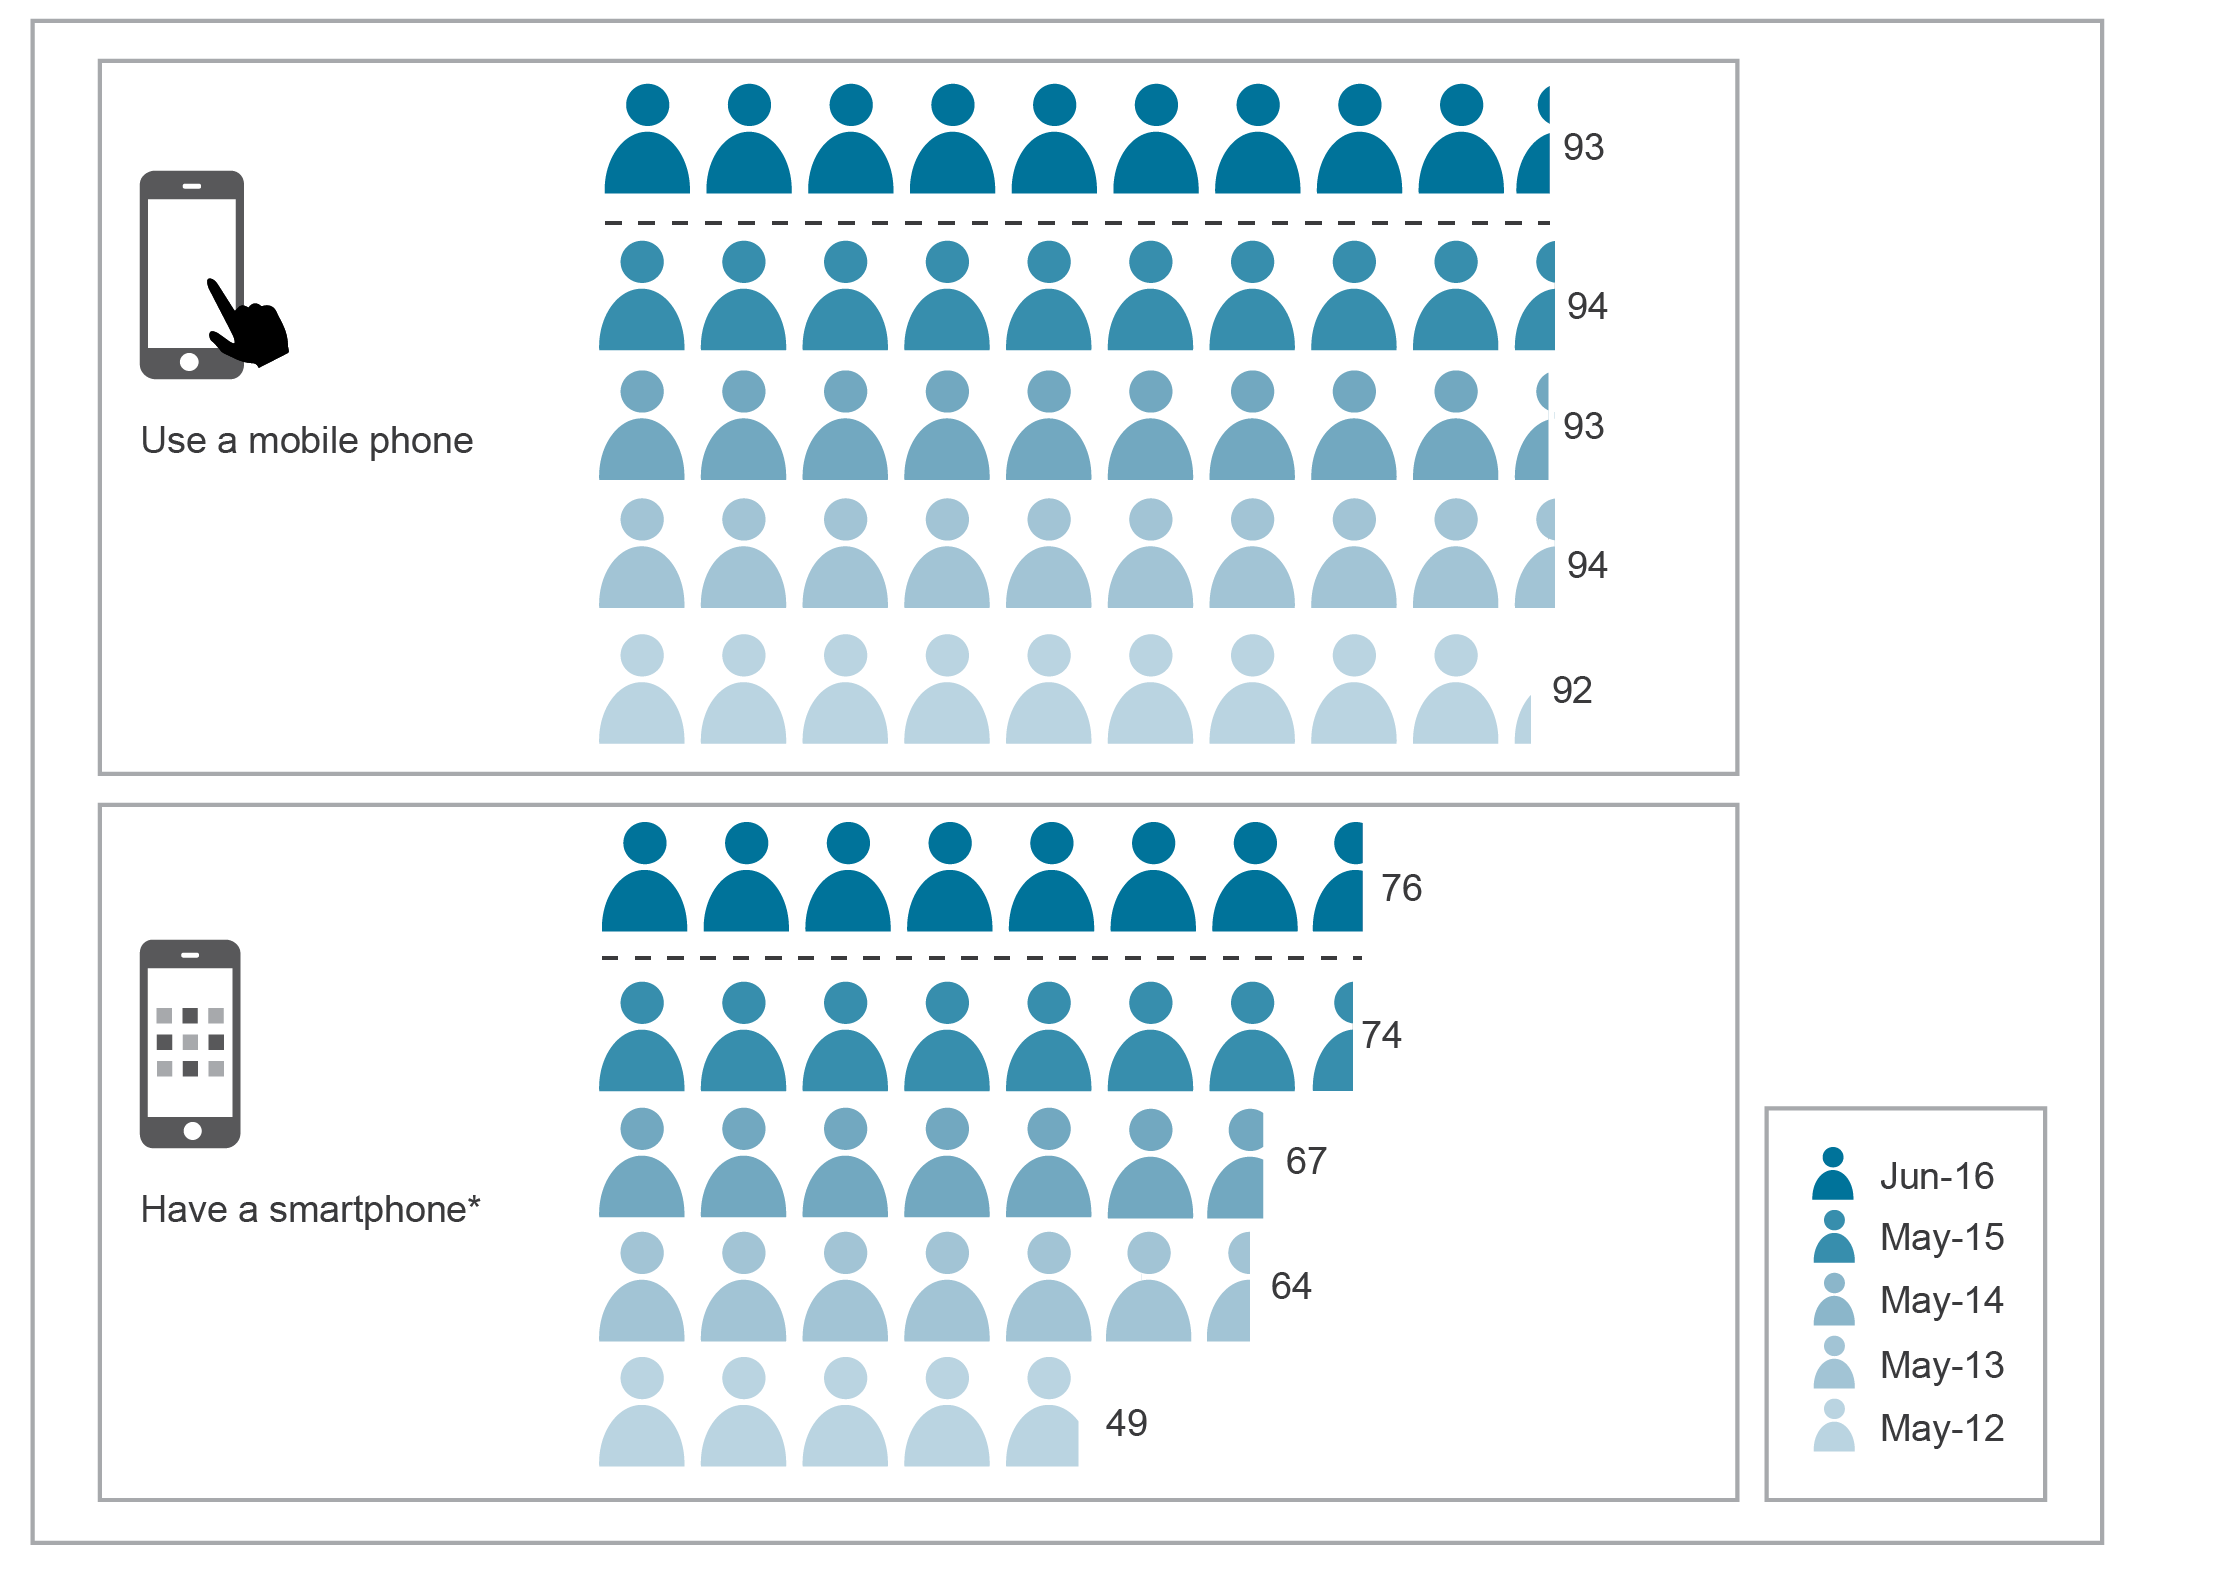 93
94
Use a mobile phone
93
94
92
76
74
Have a smartphone*
67
64
49
Jun-16
May-15
May-14
May-13
May-12